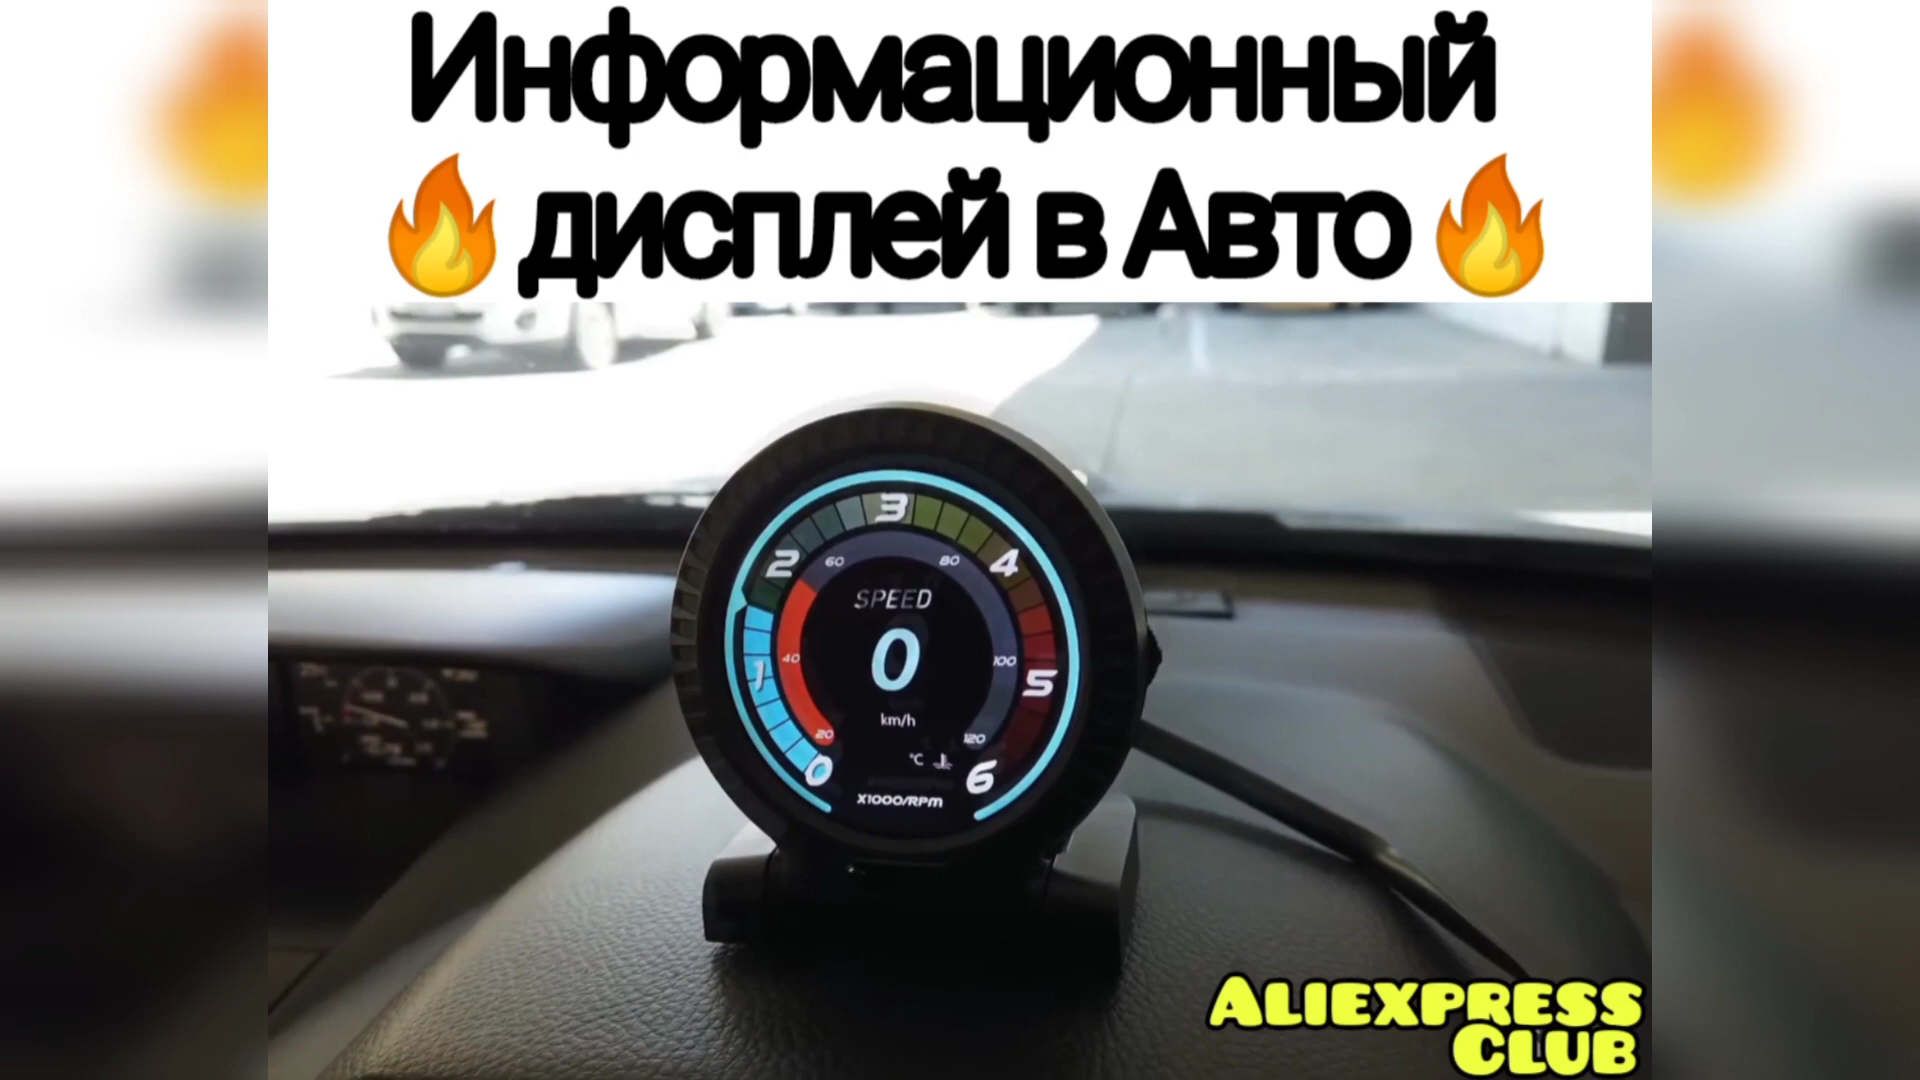 Информационный
🔥 дисплей в Авто 🔥
3
2
4
60
80
SPEED
0
40
100
1
5
km/h
20
120
°C
0
6
X1000/RPM
ALIEXPRESS
CLUB